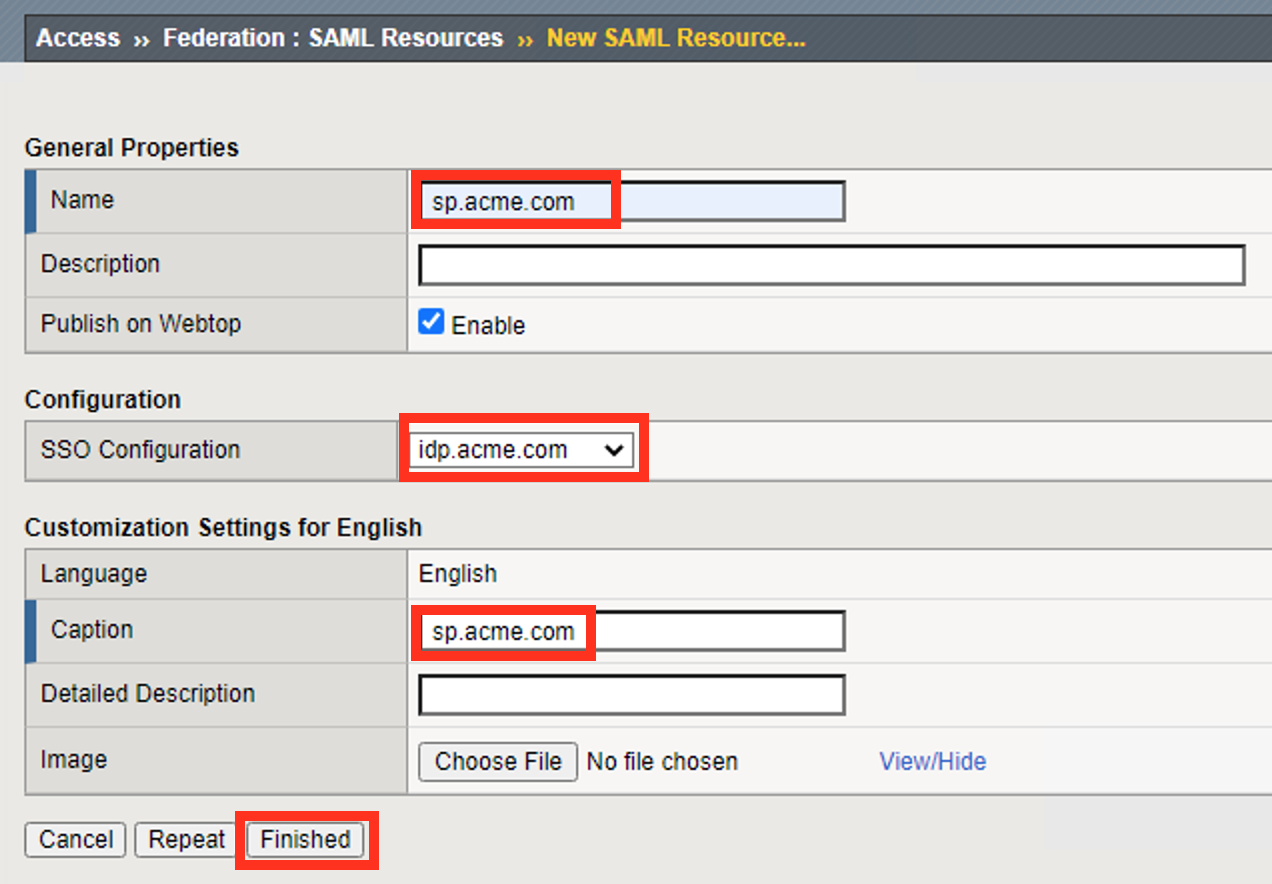 Access ›› Federation : SAML Resources ›› New SAML Resource...
General Properties
Name sp.acme.com
Description
Publish on Webtop Enable
Configuration
SSO Configuration idp.acme.com
Customization Settings for English
Language English
Caption sp.acme.com
Detailed Description
Image Choose File No file chosen View/Hide
Cancel Repeat Finished